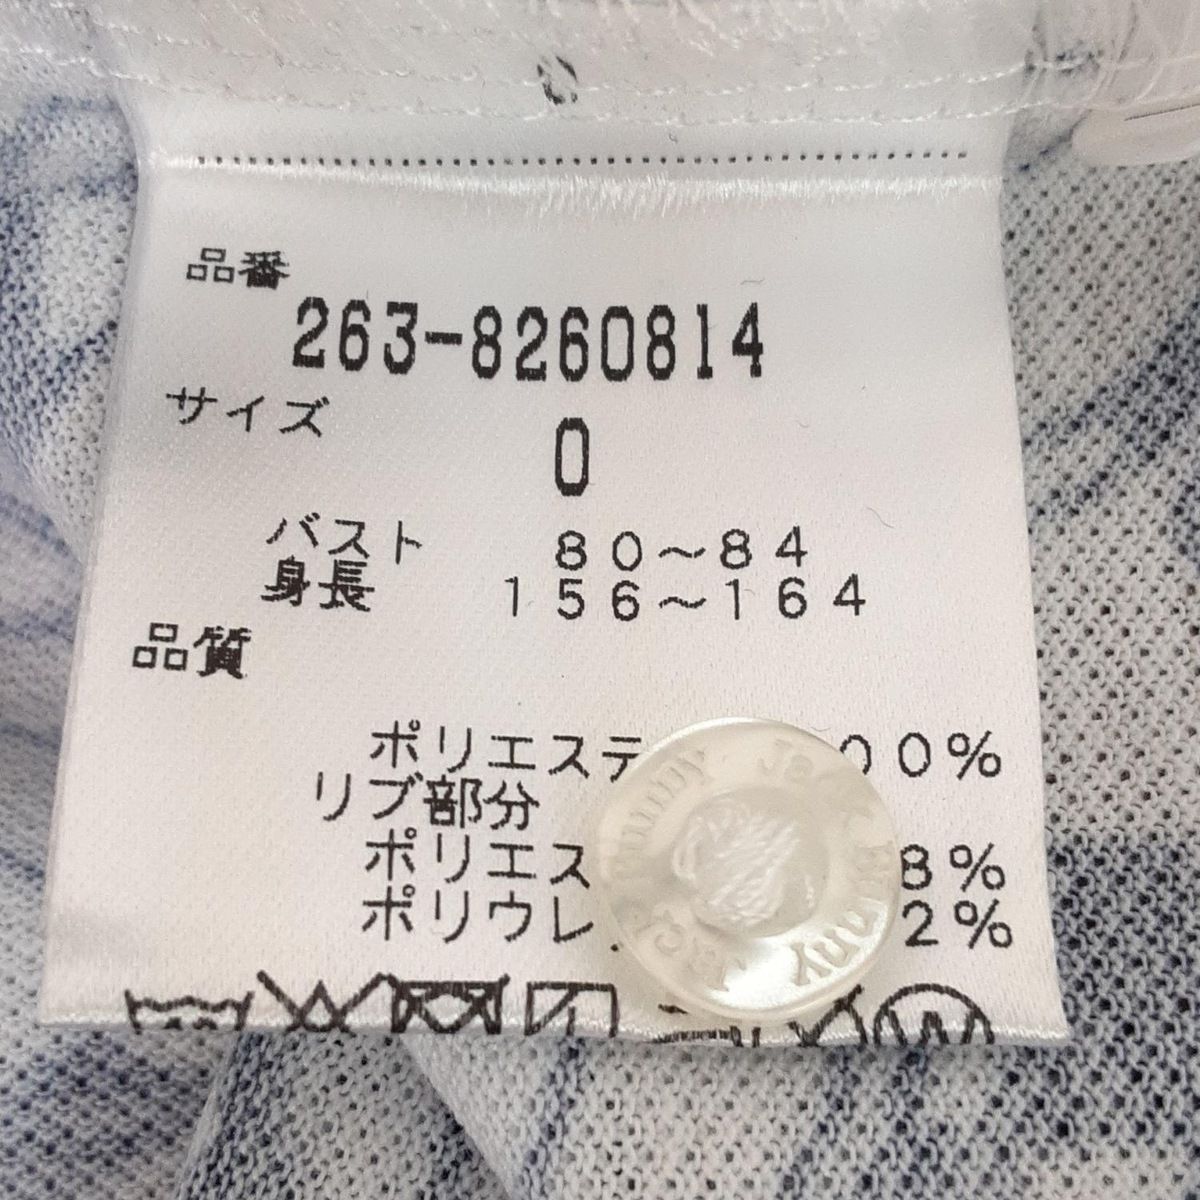 品番
263-8260814
サイズ
0
バスト 80～84
身長 156～164
品質
ポリエステ 00%
リブ部分
ポリエス 8%
ポリウレ 2%